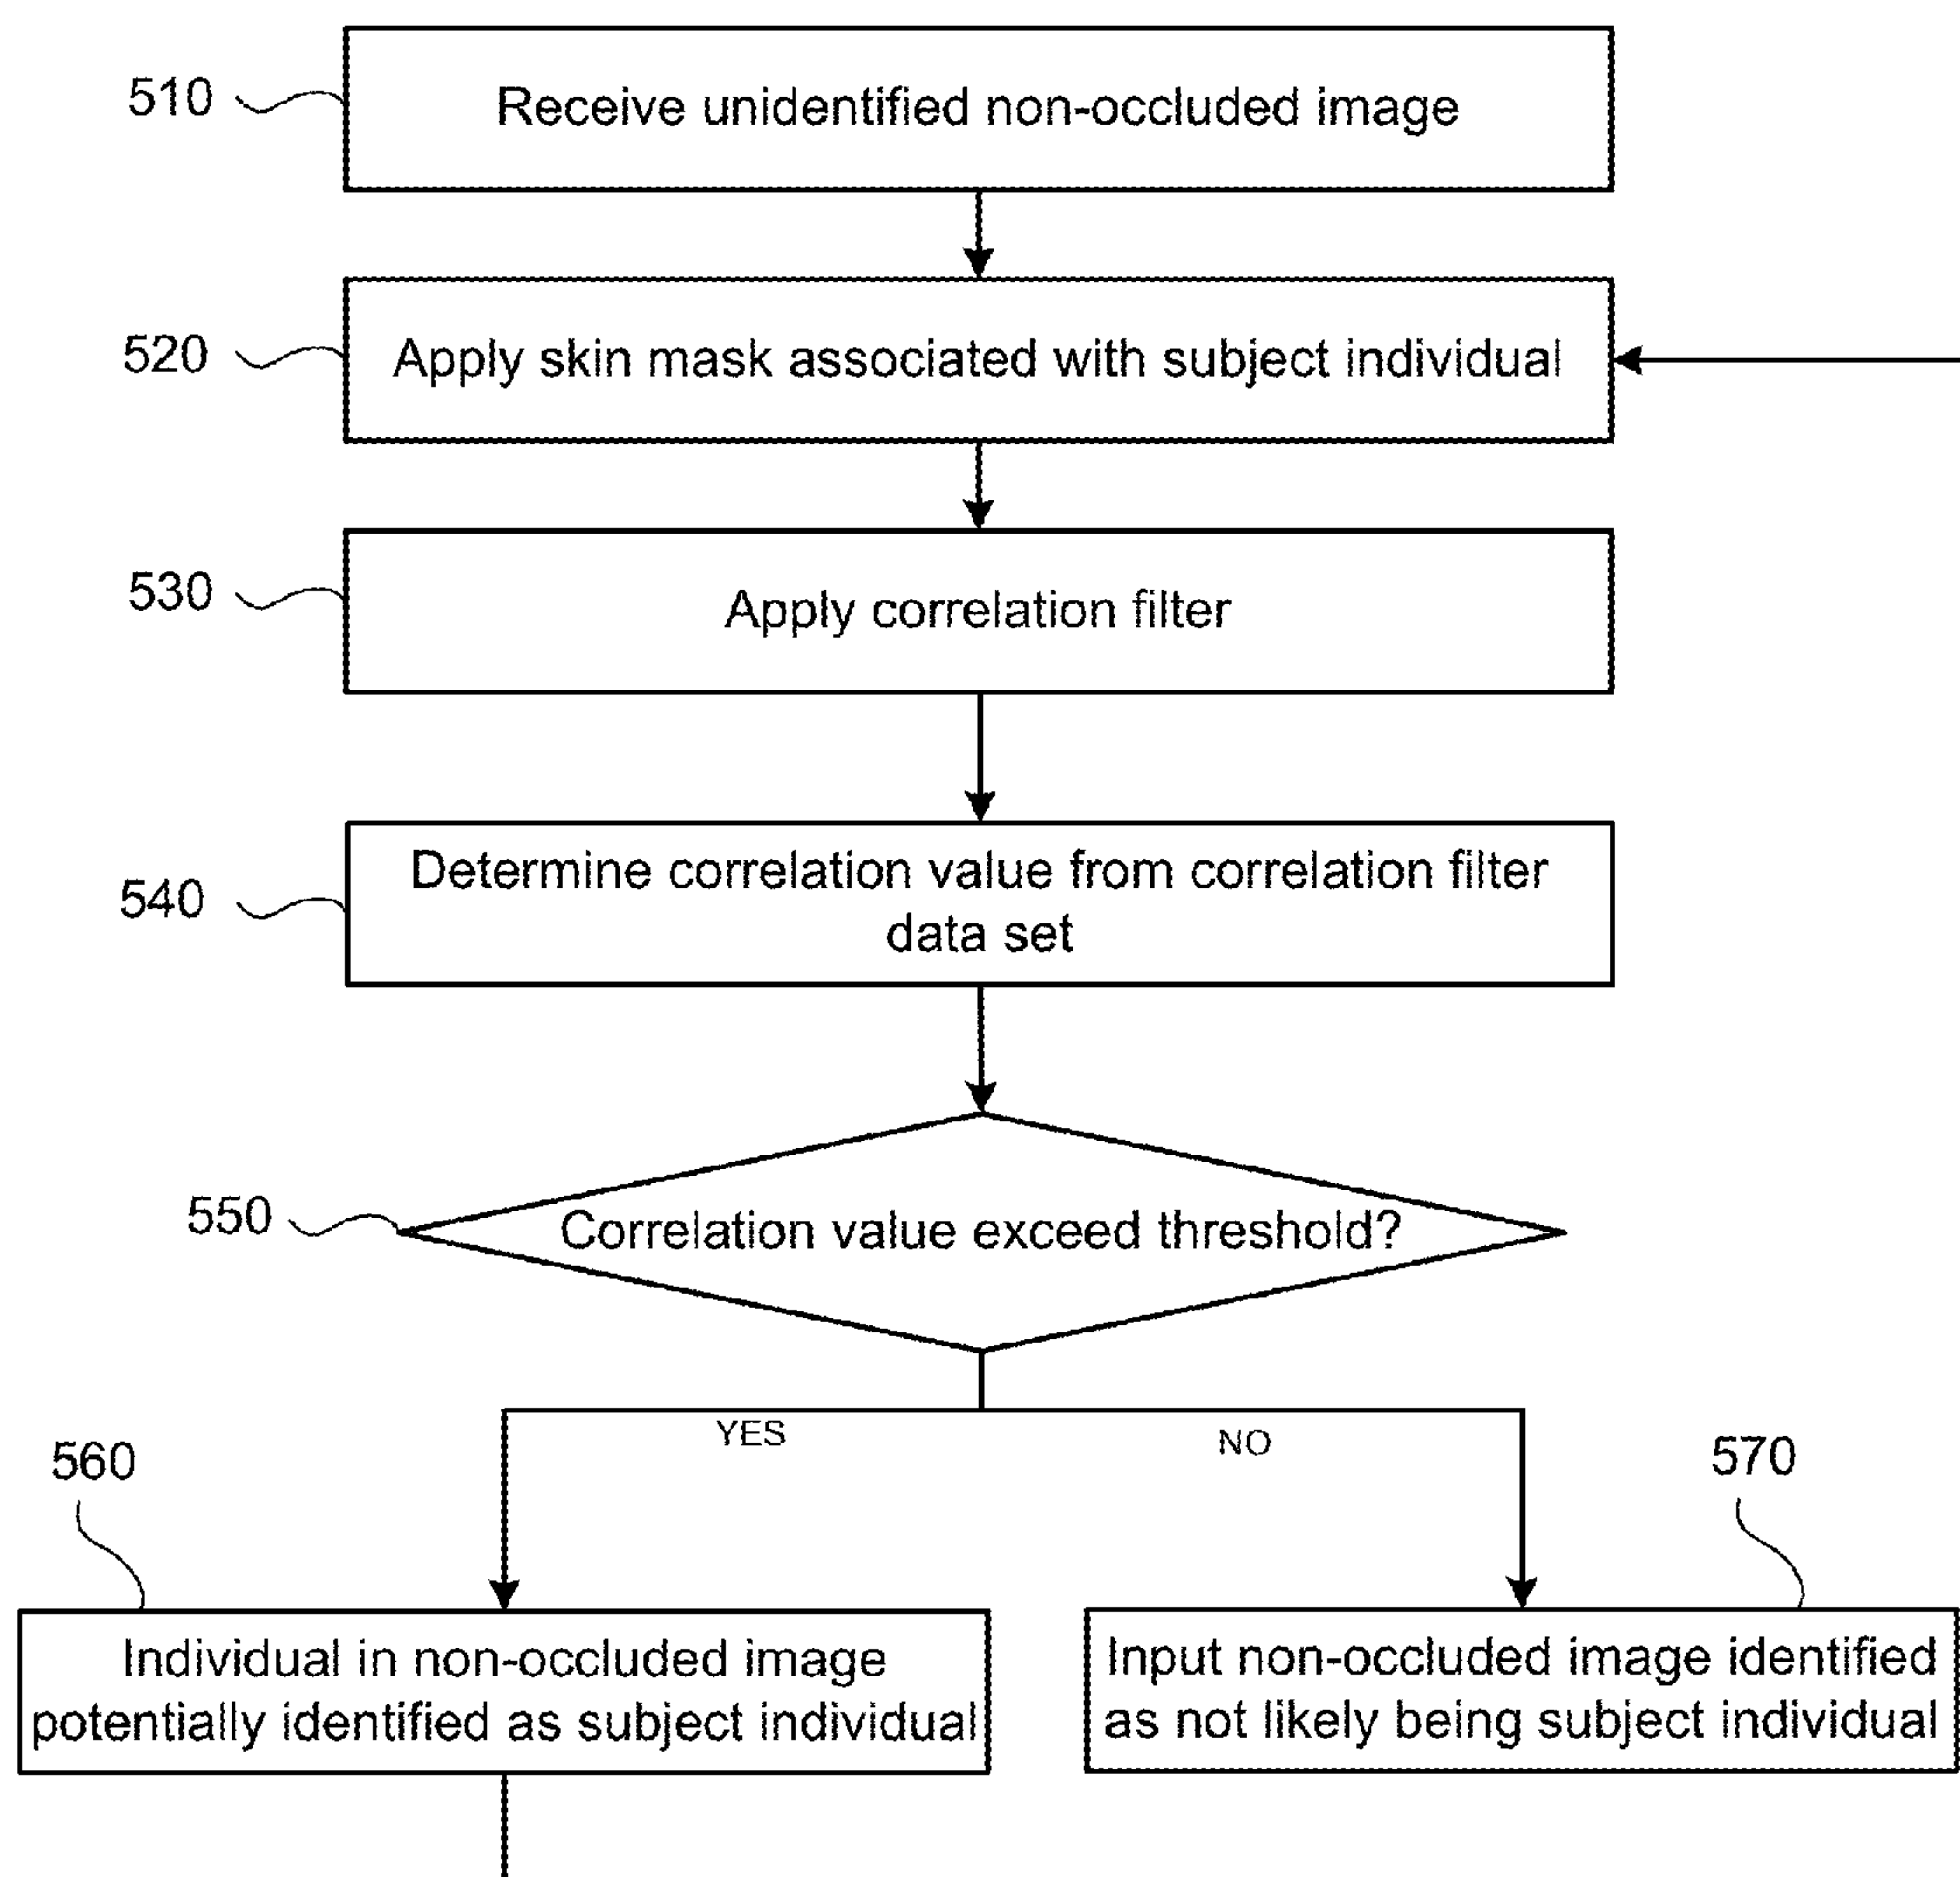 510
Receive unidentified non-occluded image
520
Apply skin mask associated with subject individual
530
Apply correlation filter
540
Determine correlation value from correlation filter
data set
550
Correlation value exceed threshold?
YES
NO
560
570
Individual in non-occluded image
potentially identified as subject individual
Input non-occluded image identified
as not likely being subject individual